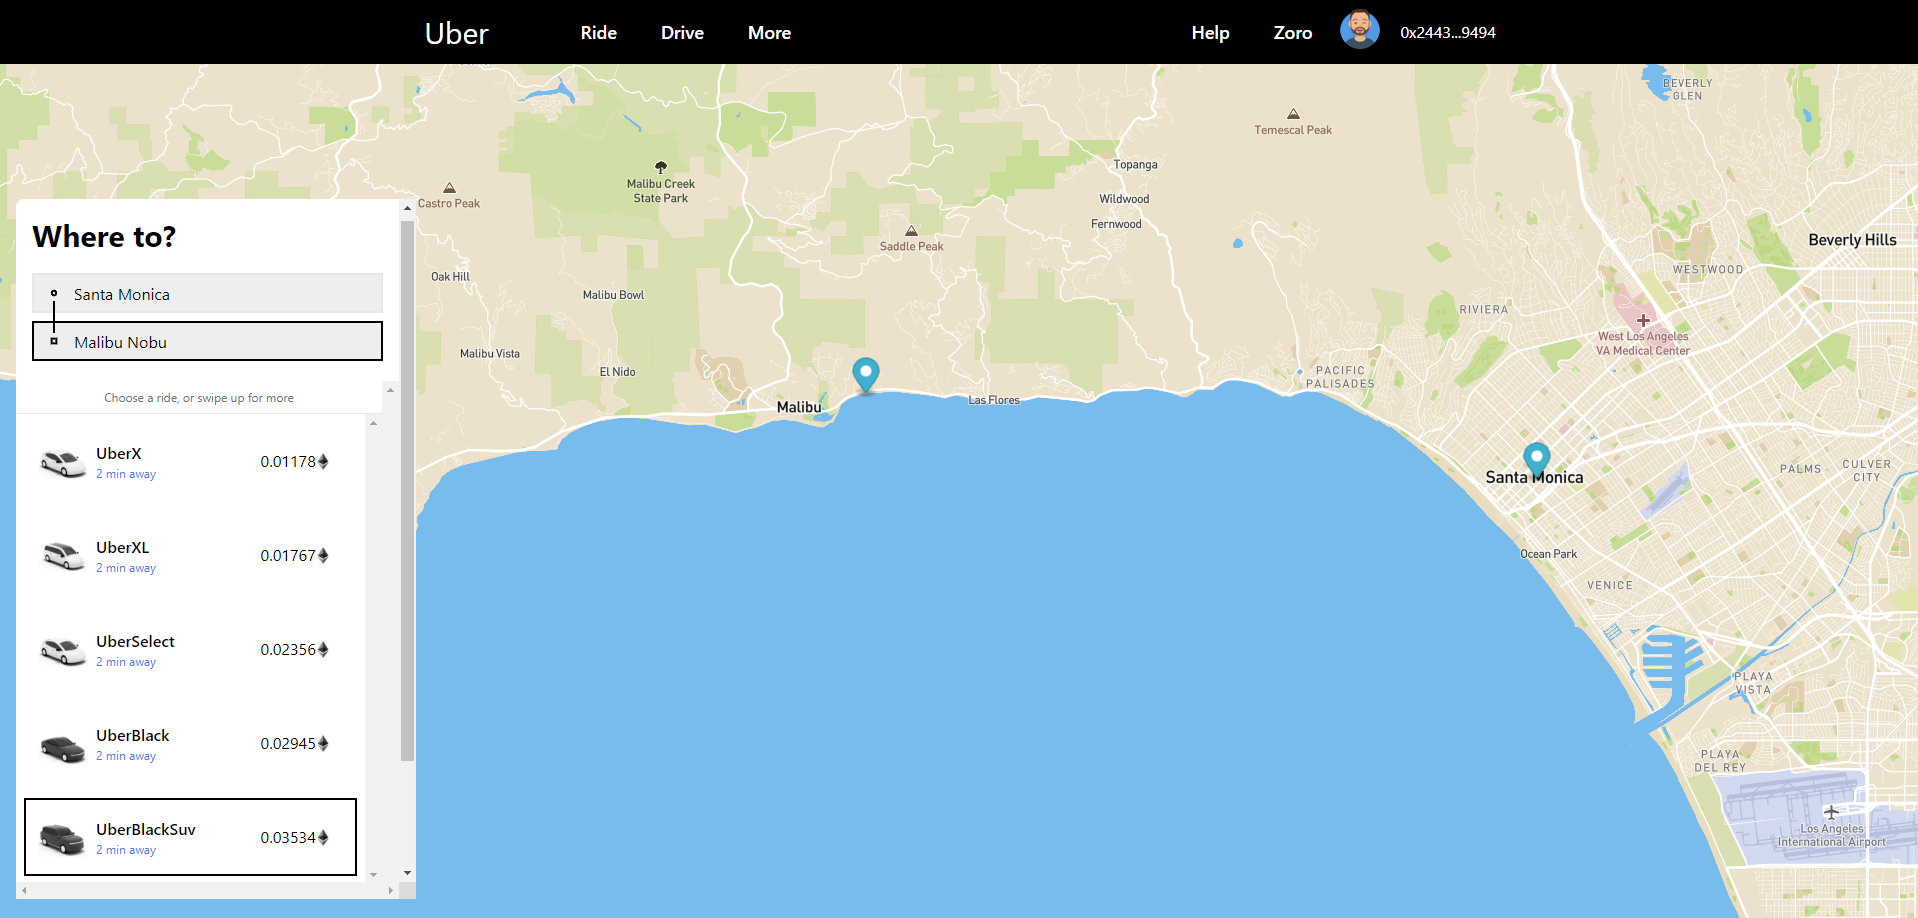 Uber
Ride
Drive
More
Help
Zoro
0x2443...9494
Where to?
Santa Monica
Malibu Nobu
Choose a ride, or swipe up for more
UberX
2 min away
0.01178
UberXL
2 min away
0.01767
UberSelect
2 min away
0.02356
UberBlack
2 min away
0.02945
UberBlackSuv
2 min away
0.03534
BEVERLY
GLEN
Temescal Peak
Topanga
Malibu Creek
State Park
Castro Peak
Wildwood
Fernwood
Saddle Peak
Beverly Hills
WESTWOOD
Oak Hill
Malibu Bowl
RIVIERA
West Los Angeles
VA Medical Center
Malibu Vista
El Nido
PACIFIC
PALISADES
Malibu
Las Flores
Santa Monica
PALMS
CULVER
CITY
Ocean Park
VENICE
PLAYA
VISTA
PLAYA
DEL REY
Los Angeles
International Airport